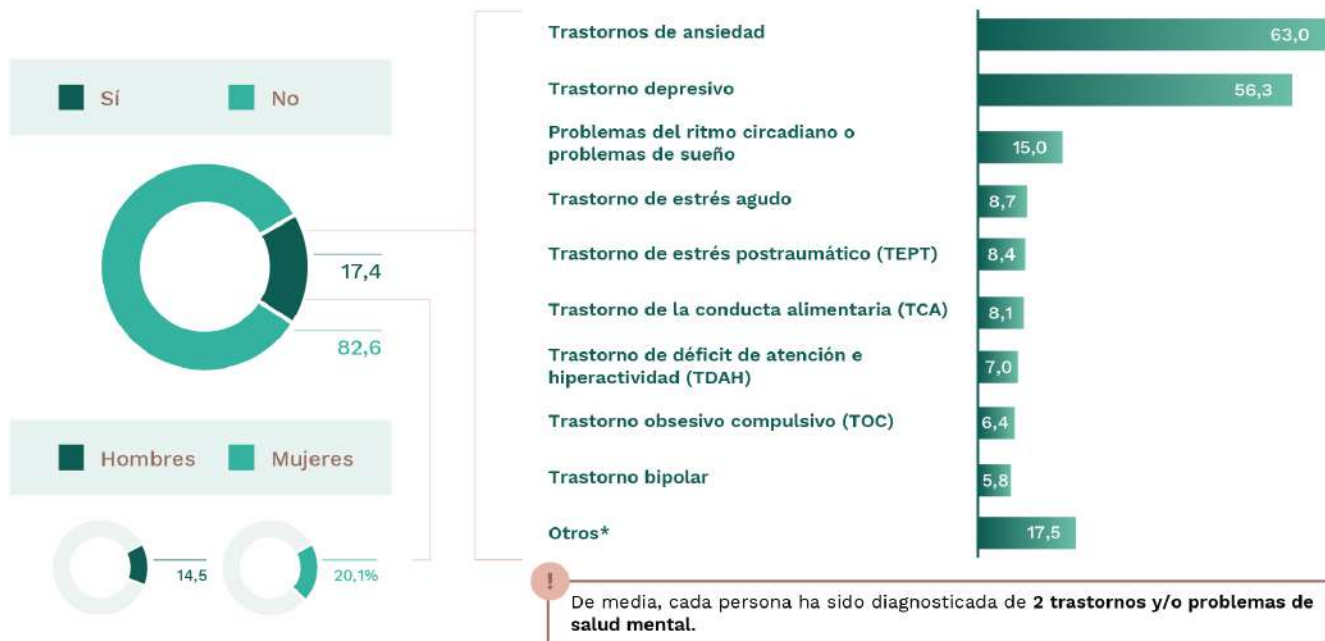 Sí
No
17,4
82,6
Hombres
Mujeres
14,5
20,1%
Trastornos de ansiedad
63,0
Trastorno depresivo
56,3
Problemas del ritmo circadiano o
problemas de sueño
15,0
Trastorno de estrés agudo
8,7
Trastorno de estrés postraumático (TEPT)
8,4
Trastorno de la conducta alimentaria (TCA)
8,1
Trastorno de déficit de atención e
hiperactividad (TDAH)
7,0
Trastorno obsesivo compulsivo (TOC)
6,4
Trastorno bipolar
5,8
Otros*
17,5
!
De media, cada persona ha sido diagnosticada de 2 trastornos y/o problemas de
salud mental.